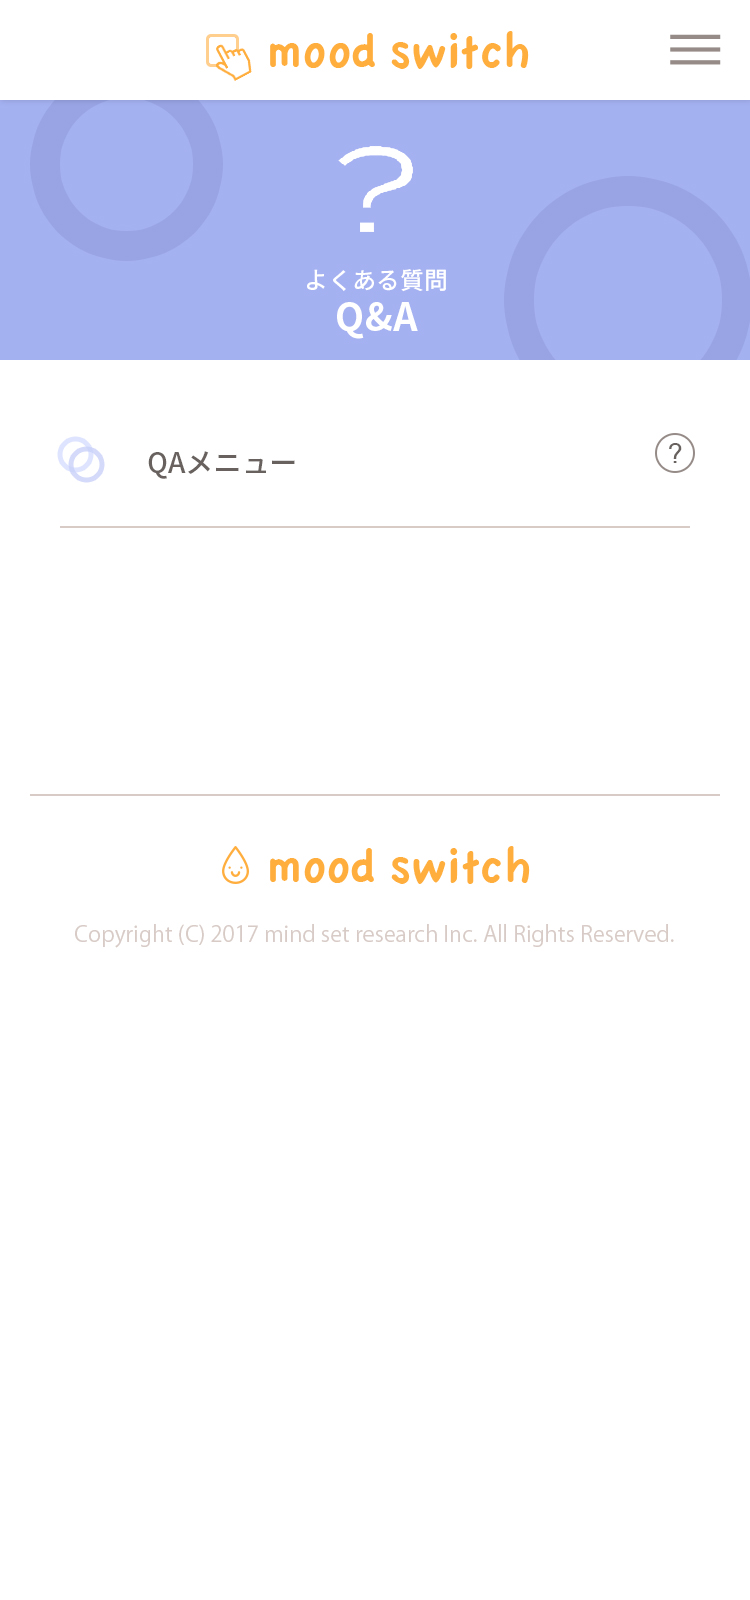 mood switch
?
よくある質問
Q&A
QAメニュー
?
mood switch
Copyright (C) 2017 mind set research Inc. All Rights Reserved.